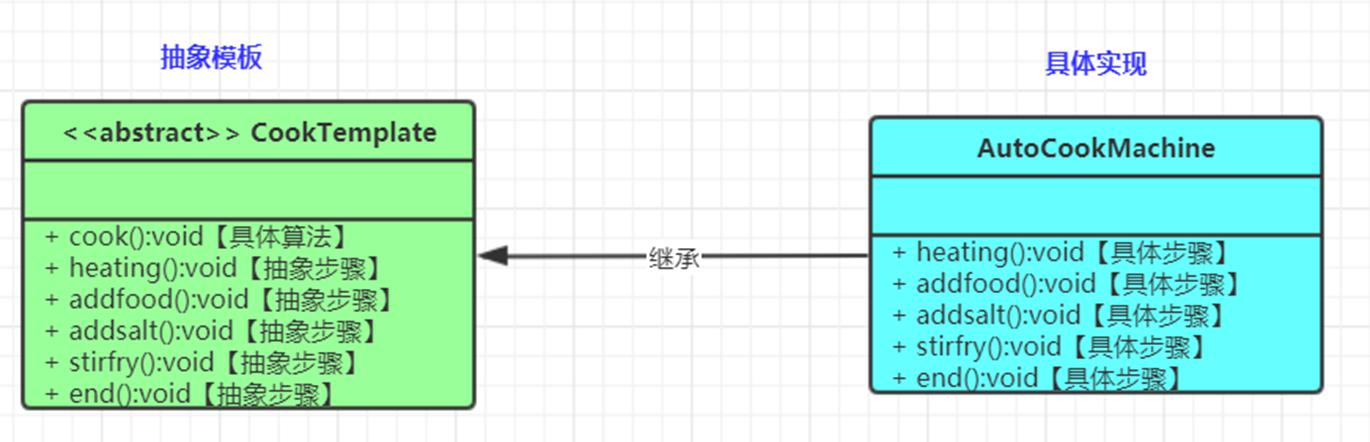 抽象模板
<<abstract>> CookTemplate
+ cook():void【具体算法】
+ heating():void【抽象步骤】
+ addfood():void【抽象步骤】
+ addsalt():void【抽象步骤】
+ stirfry():void【抽象步骤】
+ end():void【抽象步骤】
继承
具体实现
AutoCookMachine
+ heating():void【具体步骤】
+ addfood():void【具体步骤】
+ addsalt():void【具体步骤】
+ stirfry():void【具体步骤】
+ end():void【具体步骤】